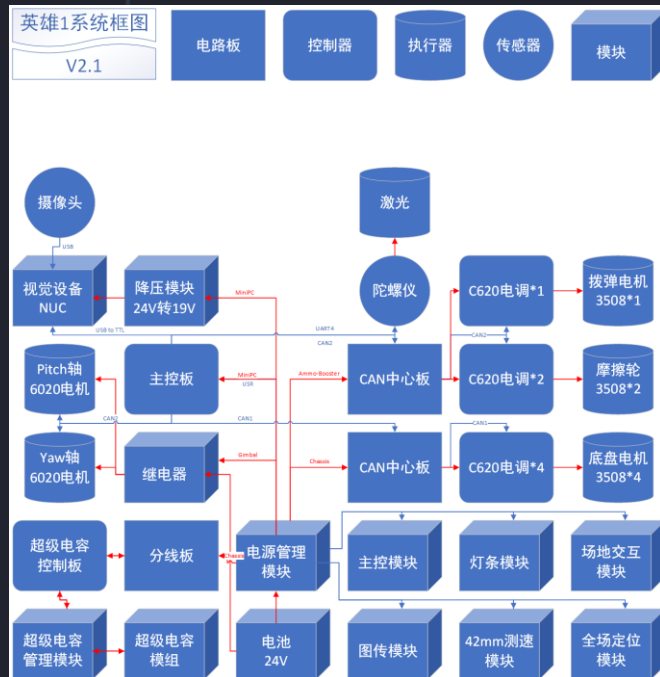 英雄1系统框图
V2.1
电路板
控制器
执行器
传感器
模块
摄像头
激光
USB
视觉设备
NUC
降压模块
24V转19V
MiniPC
陀螺仪
C620电调*1
拨弹电机
3508*1
USB to TTL
UART4
CAN2
CAN2
Pitch轴
6020电机
主控板
MiniPC
USR
Ammo-Booster
CAN中心板
C620电调*2
摩擦轮
3508*2
CAN2
CAN1
CAN1
Yaw轴
6020电机
继电器
Gimbal
Chassis
CAN中心板
C620电调*4
底盘电机
3508*4
超级电容
控制板
分线板
Chassis
电源管理
模块
主控模块
灯条模块
场地交互
模块
超级电容
管理模块
超级电容
模组
电池
24V
图传模块
42mm测速
模块
全场定位
模块